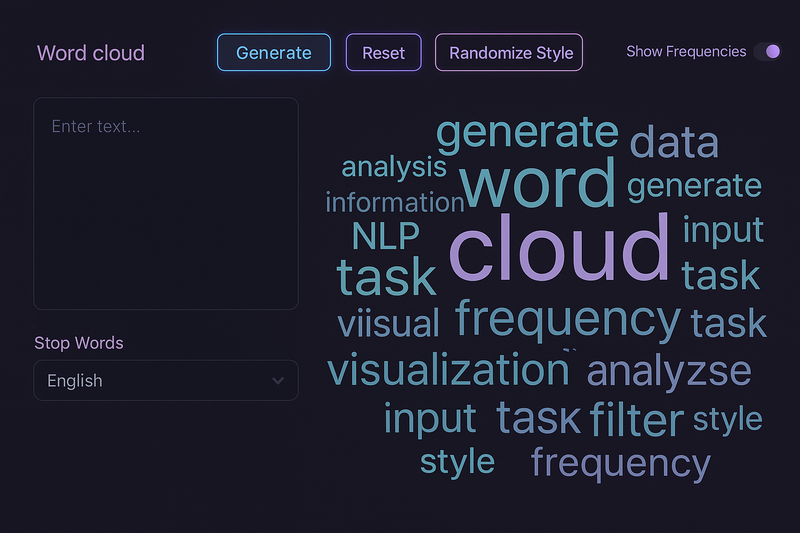 Word cloud
Generate
Reset
Randomize Style
Show Frequencies
Enter text...
Stop Words
English
generate
data
analysis
word
generate
information
NLP
cloud
input
task
task
viisual
frequency
task
visualization
analyzse
input
task
filter
style
style
frequency